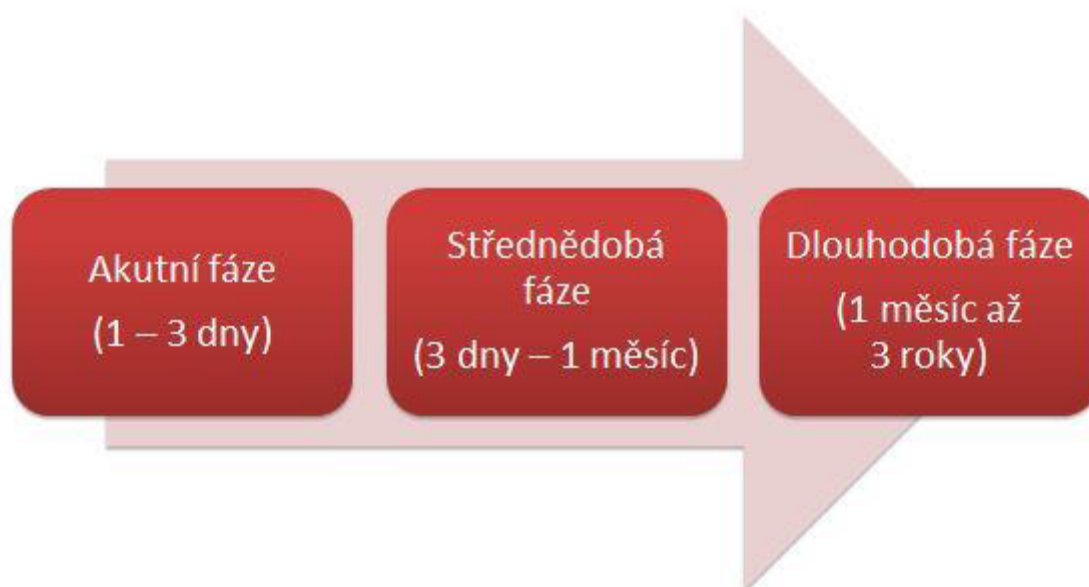 Akutní fáze
(1 – 3 dny)
Střednědobá
fáze
(3 dny – 1 měsíc)
Dlouhodobá fáze
(1 měsíc až
3 roky)